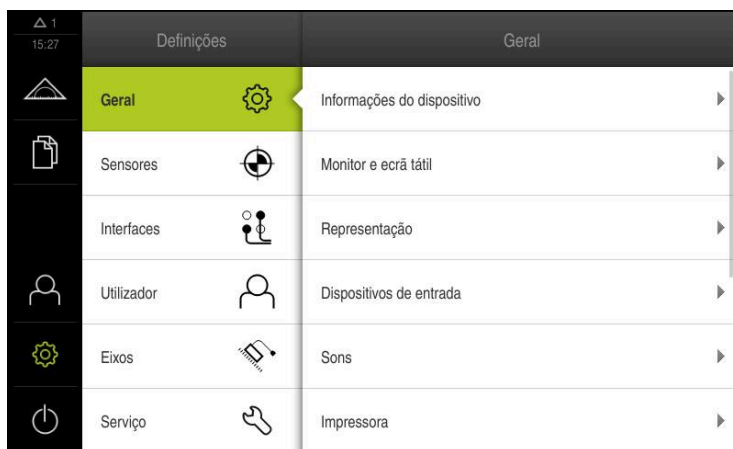 1
15:27
Definições
Geral
Geral
Informações do dispositivo
Sensores
Monitor e ecrã tátil
Interfaces
Representação
Utilizador
Dispositivos de entrada
Eixos
Sons
Serviço
Impressora